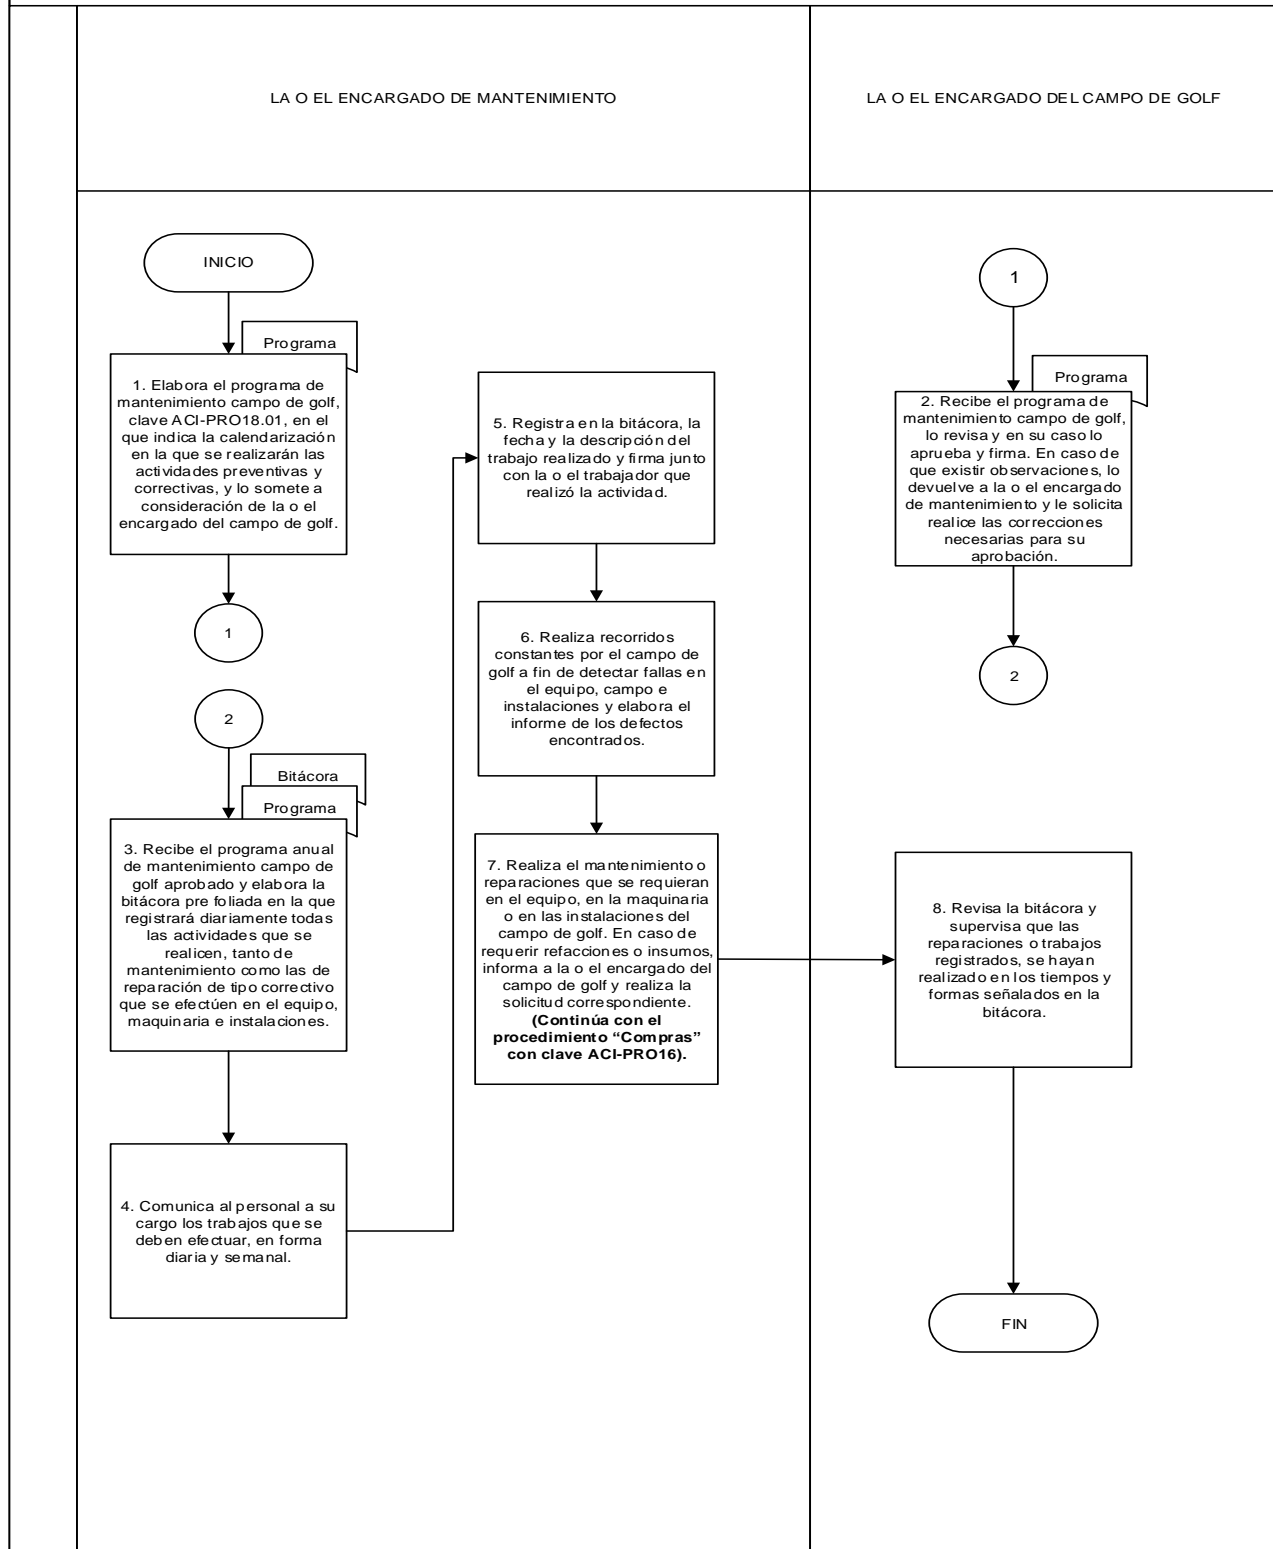 LA O EL ENCARGADO DE MANTENIMIENTO
LA O EL ENCARGADO DEL CAMPO DE GOLF
INICIO
Programa
1. Elabora el programa de
mantenimiento campo de golf,
clave ACI-PRO18.01, en el
que indica la calendarización
en la que se realizarán las
actividades preventivas y
correctivas, y lo somete a
consideración de la o el
encargado del campo de golf.
1
2
Bitácora
Programa
3. Recibe el programa anual
de mantenimiento campo de
golf aprobado y elabora la
bitácora pre foliada en la que
registrará diariamente todas
las actividades que se
realicen, tanto de
mantenimiento como las de
reparación de tipo correctivo
que se efectúen en el equipo,
maquinaria e instalaciones.
4. Comunica al personal a su
cargo los trabajos que se
deben efectuar, en forma
diaria y semanal.
5. Registra en la bitácora, la
fecha y la descripción del
trabajo realizado y firma junto
con la o el trabajador que
realizó la actividad.
6. Realiza recorridos
constantes por el campo de
golf a fin de detectar fallas en
el equipo, campo e
instalaciones y elabora el
informe de los defectos
encontrados.
7. Realiza el mantenimiento o
reparaciones que se requieran
en el equipo, en la maquinaria
o en las instalaciones del
campo de golf. En caso de
requerir refacciones o insumos,
informa a la o el encargado del
campo de golf y realiza la
solicitud correspondiente.
(Continúa con el
procedimiento “Compras”
con clave ACI-PRO16).
1
Programa
2. Recibe el programa de
mantenimiento campo de golf,
lo revisa y en su caso lo
aprueba y firma. En caso de
que existir observaciones, lo
devuelve a la o el encargado
de mantenimiento y le solicita
realice las correcciones
necesarias para su
aprobación.
2
8. Revisa la bitácora y
supervisa que las
reparaciones o trabajos
registrados, se hayan
realizado en los tiempos y
formas señalados en la
bitácora.
FIN